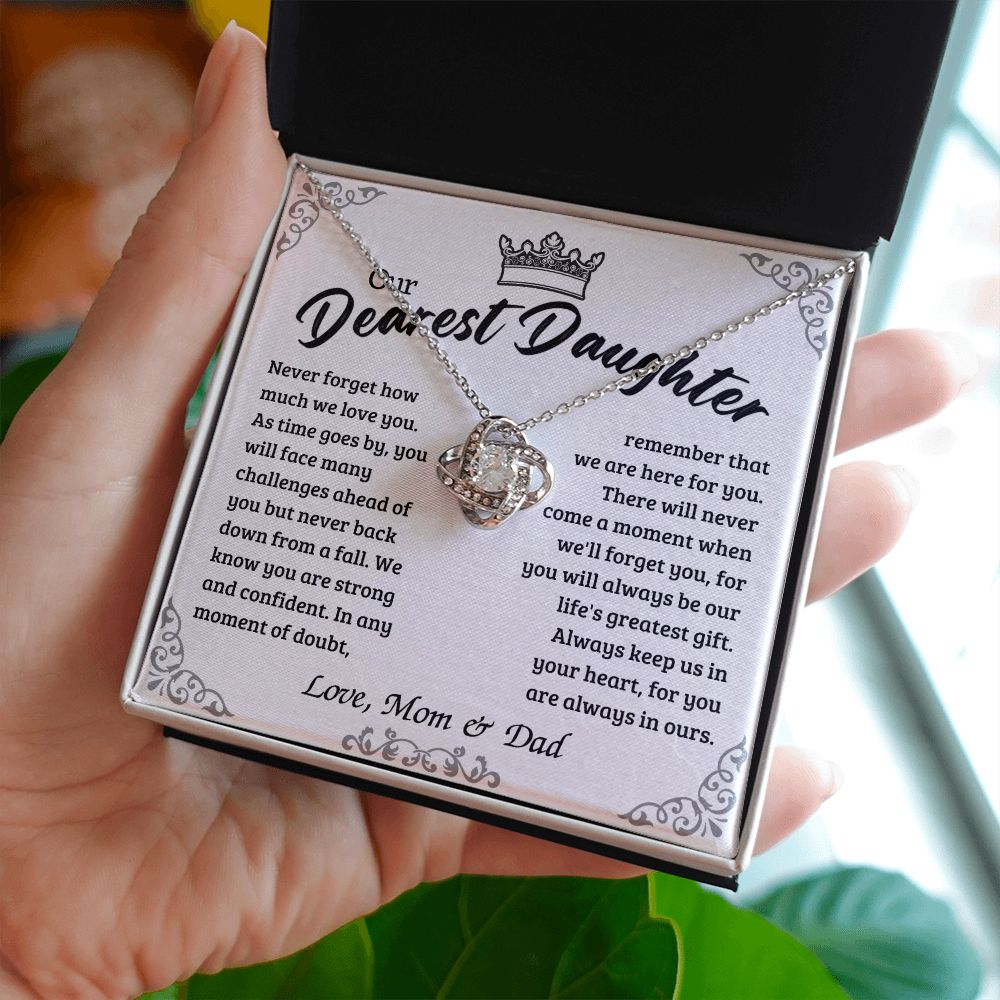 Our
Dearest Daughter
Never forget how
much we love you.
As time goes by, you
will face many
challenges ahead of
you but never back
down from a fall. We
know you are strong
and confident. In any
moment of doubt,
remember that
we are here for you.
There will never
come a moment when
we'll forget you, for
you will always be our
life's greatest gift.
Always keep us in
your heart, for you
are always in ours.
Love, Mom & Dad